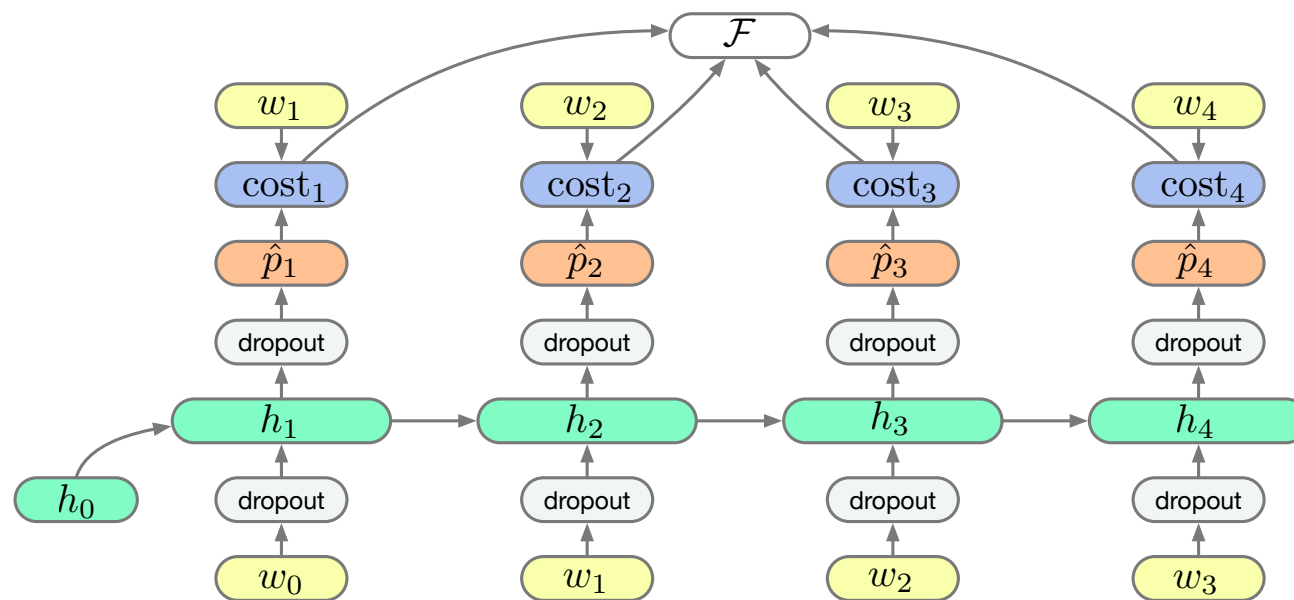 𝓕
w₁ w₂ w₃ w₄
cost₁ cost₂ cost₃ cost₄
p̂₁ p̂₂ p̂₃ p̂₄
dropout dropout dropout dropout
h₁ h₂ h₃ h₄
h₀ dropout dropout dropout dropout
w₀ w₁ w₂ w₃